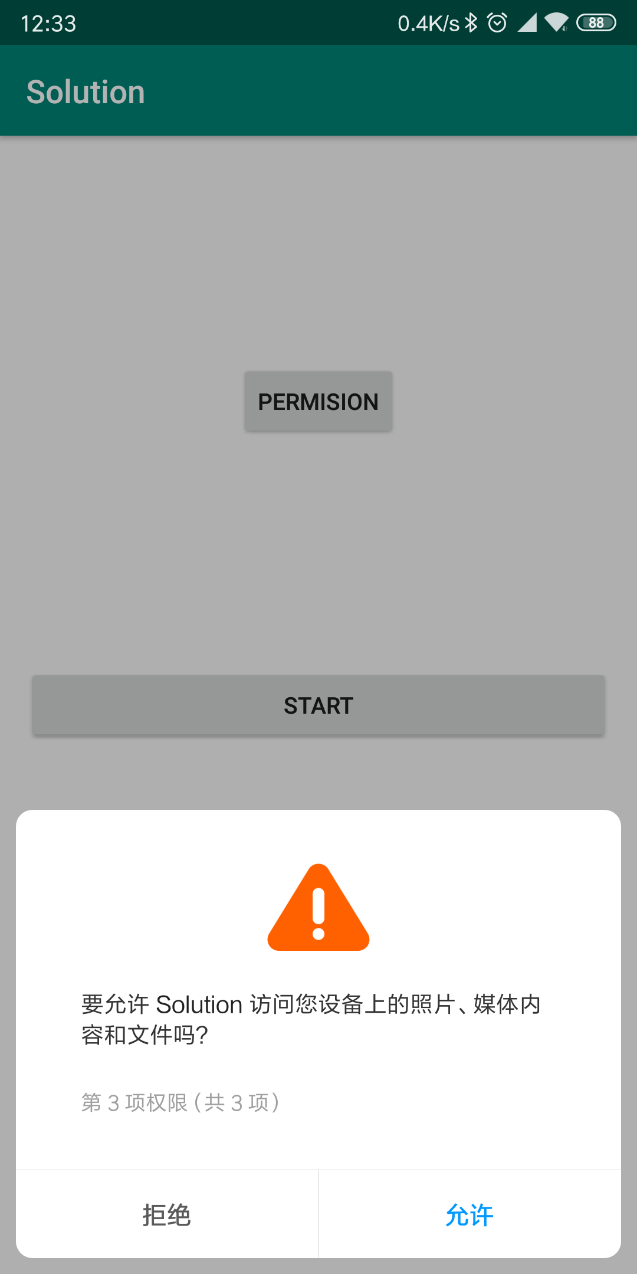 12:33
0.4K/s
88
Solution
PERMISION
START
要允许 Solution 访问您设备上的照片、媒体内
容和文件吗?
第 3 项权限 (共 3 项)
拒绝
允许